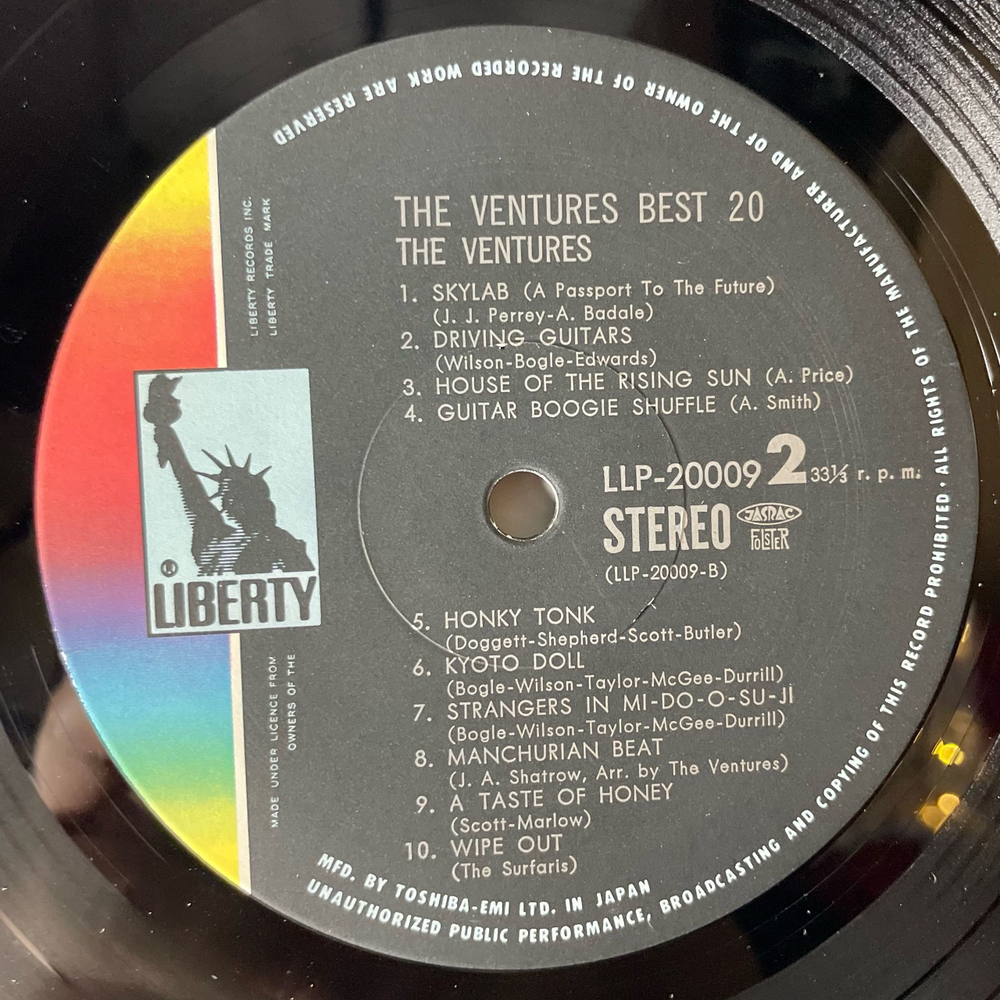 THE VENTURES BEST 20
THE VENTURES
1. SKYLAB (A Passport To The Future)
(J. J. Perrey-A. Badale)
2. DRIVING GUITARS
(Wilson-Bogle-Edwards)
3. HOUSE OF THE RISING SUN (A. Price)
4. GUITAR BOOGIE SHUFFLE (A. Smith)
LLP-20009 2 33⅓ r. p. m.
STEREO JASRAC
FOLSTER
(LLP-20009-B)
5. HONKY TONK
(Doggett-Shepherd-Scott-Butler)
6. KYOTO DOLL
(Bogle-Wilson-Taylor-McGee-Durrill)
7. STRANGERS IN MI-DO-O-SU-JI
(Bogle-Wilson-Taylor-McGee-Durrill)
8. MANCHURIAN BEAT
(J. A. Shatrow, Arr. by The Ventures)
9. A TASTE OF HONEY
(Scott-Marlow)
10. WIPE OUT
(The Surfaris)
LIBERTY RECORDS INC.
LIBERTY TRADE MARK
® LIBERTY
MADE UNDER LICENCE FROM
OWNERS OF THE
MFD. BY TOSHIBA-EMI LTD. IN JAPAN
UNAUTHORIZED PUBLIC PERFORMANCE, BROADCASTING AND COPYING OF THIS RECORD PROHIBITED · ALL RIGHTS OF THE MANUFACTURER AND OF THE OWNER OF THE RECORDED WORK ARE RESERVED